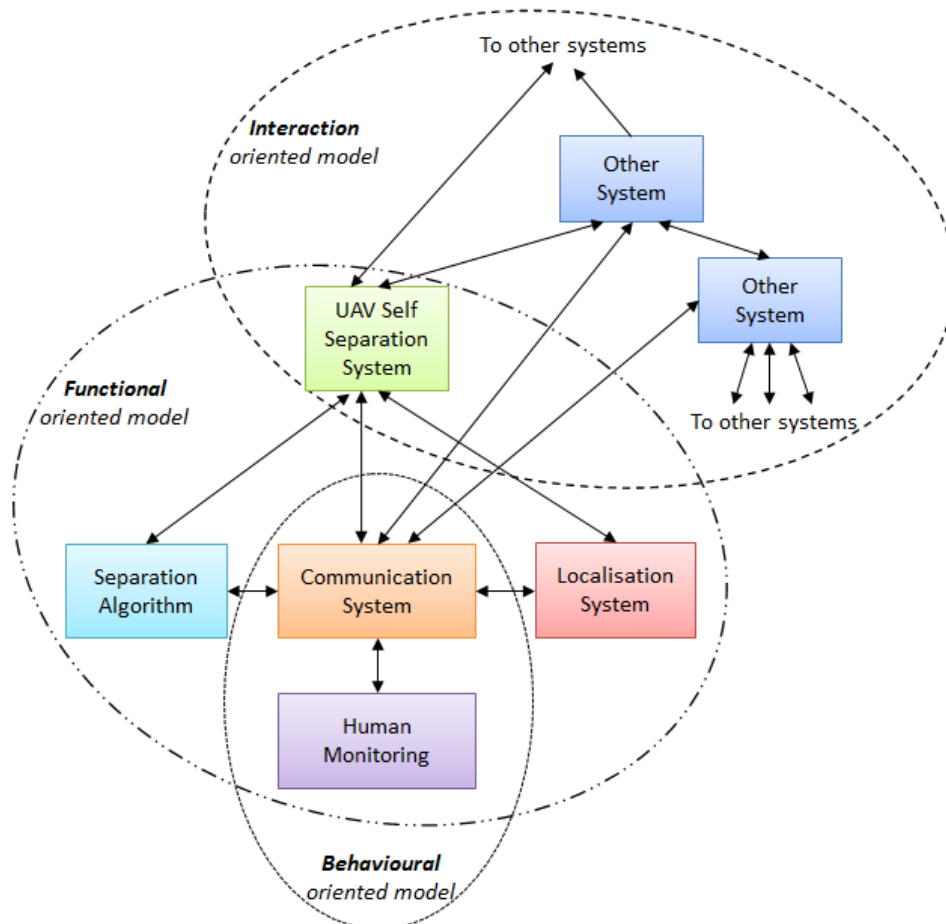 To other systems
Interaction
oriented model
Other
System
Other
System
UAV Self
Separation
System
Functional
oriented model
To other systems
Separation
Algorithm
Communication
System
Localisation
System
Human
Monitoring
Behavioural
oriented model